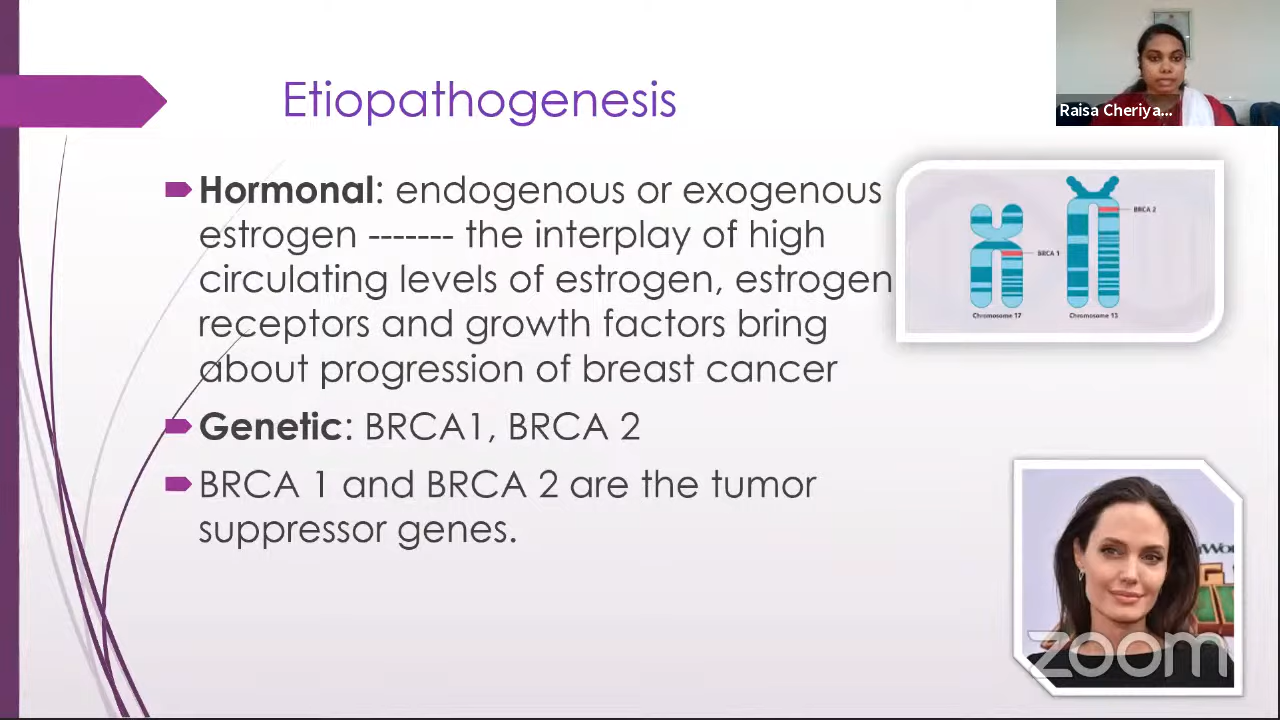 Etiopathogenesis
Raisa Cheriya...
Hormonal: endogenous or exogenous
estrogen ------- the interplay of high
circulating levels of estrogen, estrogen
receptors and growth factors bring
about progression of breast cancer
Genetic: BRCA1, BRCA 2
BRCA 1 and BRCA 2 are the tumor
suppressor genes.
BRCA 2
BRCA 1
Chromosome 17
Chromosome 13
zoom